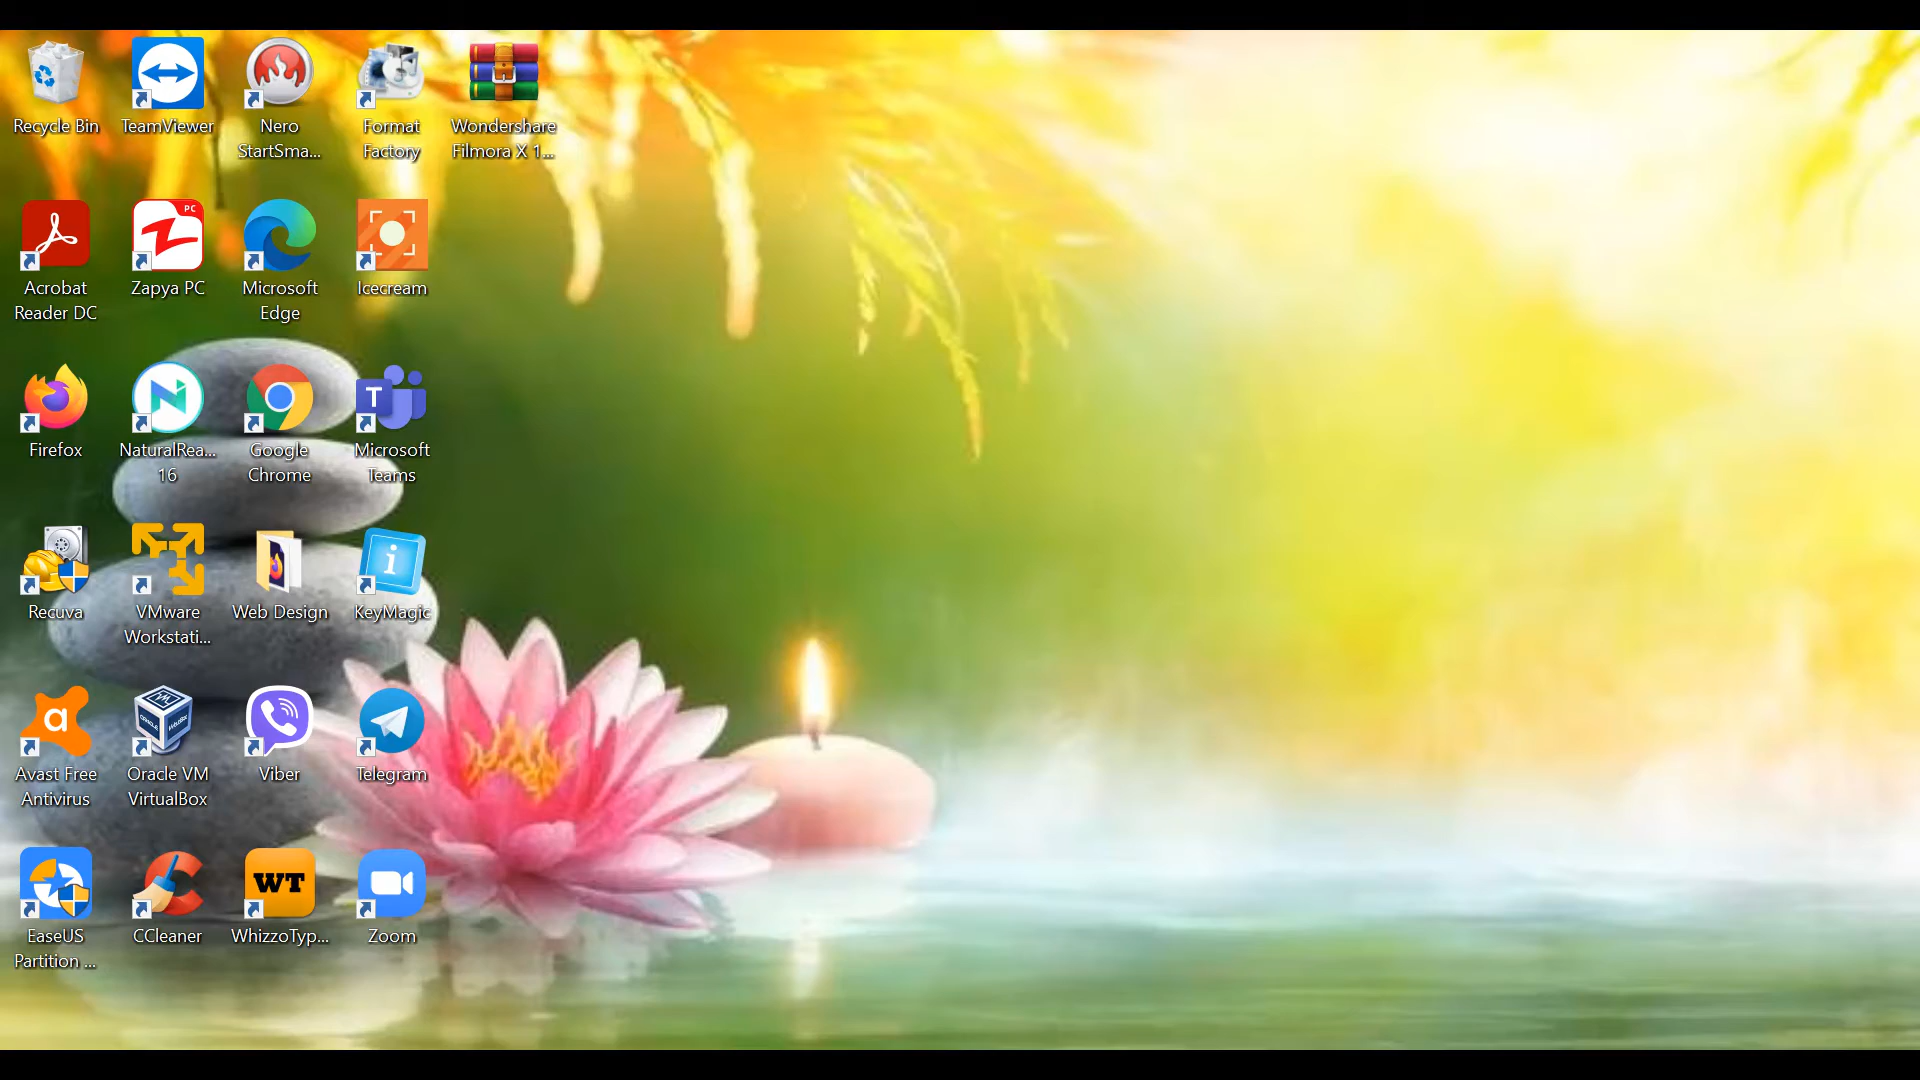 Recycle Bin
TeamViewer
Nero
StartSma...
Format
Factory
Wondershare
Filmora X 1...
PC
Acrobat
Reader DC
Zapya PC
Microsoft
Edge
Icecream
N
T
Firefox
NaturalRea...
16
Google
Chrome
Microsoft
Teams
i
Recuva
VMware
Workstati...
Web Design
KeyMagic
a
Avast Free
Antivirus
Oracle VM
VirtualBox
Viber
Telegram
WT
EaseUS
Partition ...
CCleaner
WhizzoTyp...
Zoom